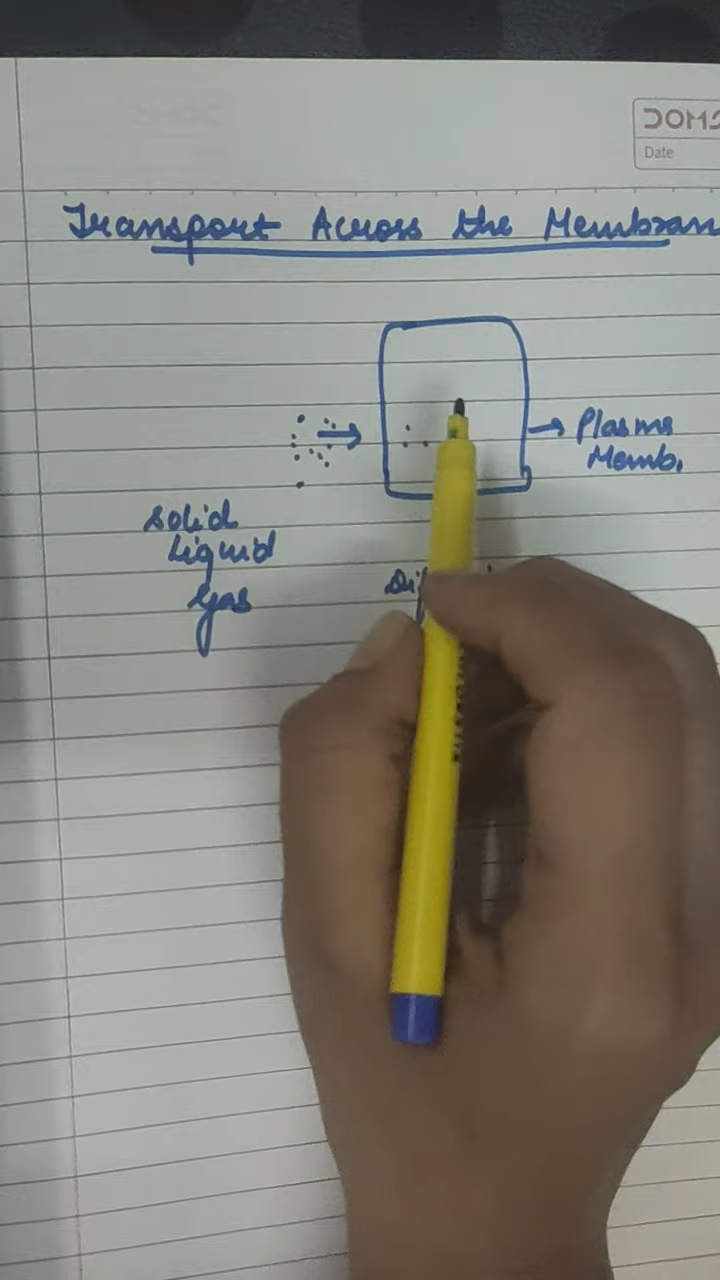 DOMS
Date
Transport Across the Membran
Plasma
Memb.
Solid
Liquid
Gas